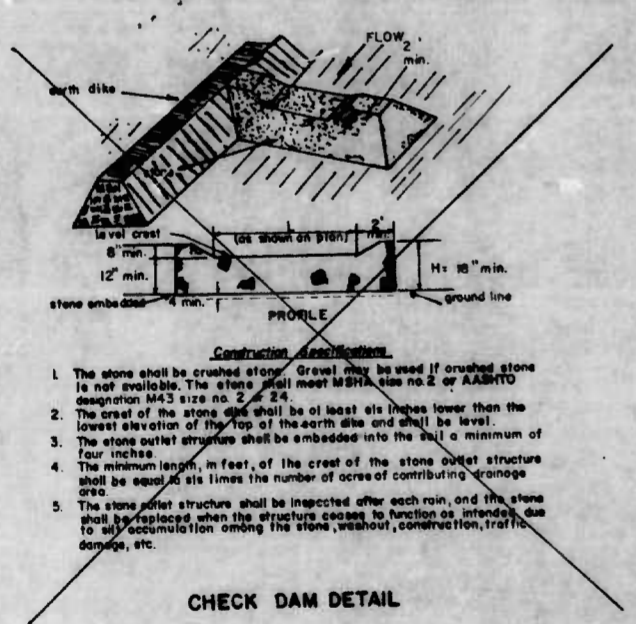 FLOW
2'
min.
earth dike
level crest
(as shown on plan)
L
2'
min.
6" min.
12" min.
H= 18" min.
stone embedded
4 min.
ground line
PROFILE
Construction Specifications
1. The stone shall be crushed stone. Gravel may be used if crushed stone
is not available. The stone shall meet MSHA size no. 2 or AASHTO
designation M43 size no. 2 or 24.
2. The crest of the stone dike shall be ol least els inches lower than the
lowest elevation of the top of the earth dike and shall be level.
3. The stone outlet structure shall be embedded into the soil a minimum of
four inchse.
4. The minimum length, in feet, of the crest of the stone outlet structure
shall be equal to sls limes the number of acres of contributing drainage
area.
5. The stone outlet structure shall be inspected after each rain, and the stone
shall be replaced when the structure ceases to function as intended due
to silt accumulation among the stone, washout, construction, traffic
damage, etc.
CHECK DAM DETAIL